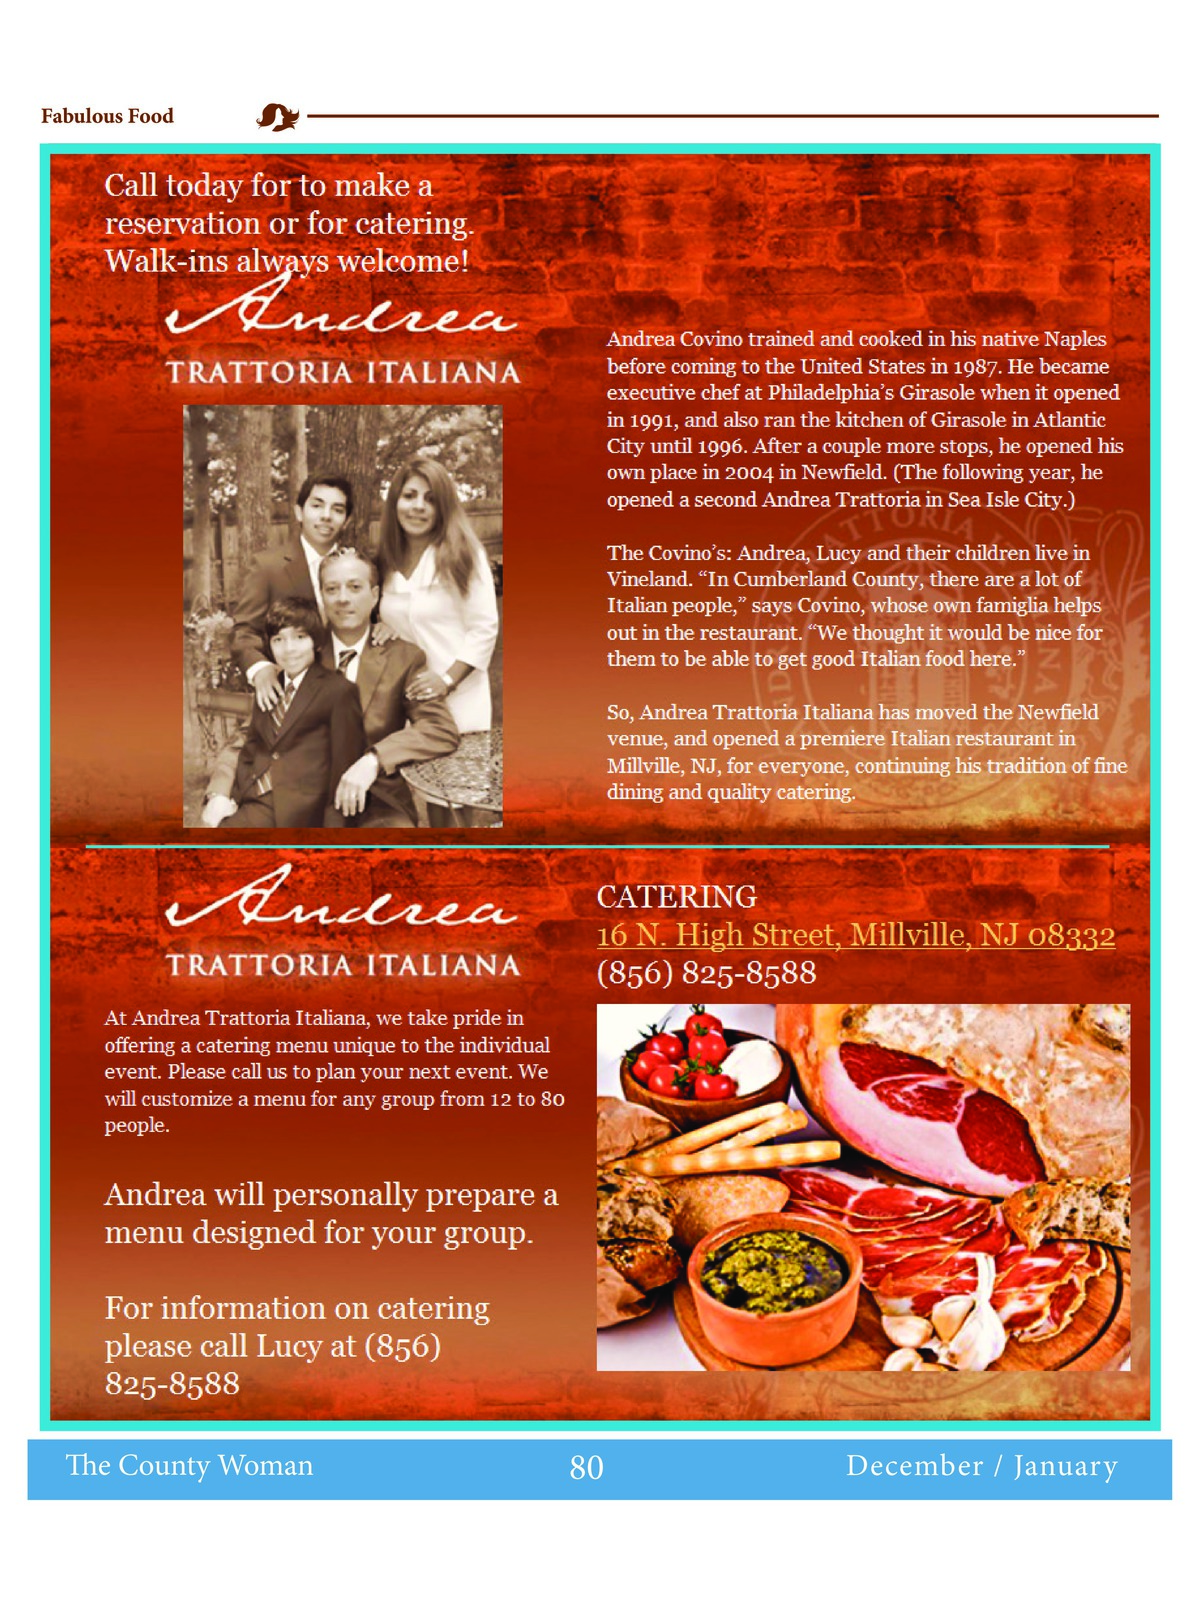 Fabulous Food
Call today for to make a
reservation or for catering.
Walk-ins always welcome!
Andrea
TRATTORIA ITALIANA
Andrea Covino trained and cooked in his native Naples
before coming to the United States in 1987. He became
executive chef at Philadelphia's Girasole when it opened
in 1991, and also ran the kitchen of Girasole in Atlantic
City until 1996. After a couple more stops, he opened his
own place in 2004 in Newfield. (The following year, he
opened a second Andrea Trattoria in Sea Isle City.)
The Covino's: Andrea, Lucy and their children live in
Vineland. “In Cumberland County, there are a lot of
Italian people,” says Covino, whose own famiglia helps
out in the restaurant. “We thought it would be nice for
them to be able to get good Italian food here.”
So, Andrea Trattoria Italiana has moved the Newfield
venue, and opened a premiere Italian restaurant in
Millville, NJ, for everyone, continuing his tradition of fine
dining and quality catering.
Andrea
TRATTORIA ITALIANA
At Andrea Trattoria Italiana, we take pride in
offering a catering menu unique to the individual
event. Please call us to plan your next event. We
will customize a menu for any group from 12 to 80
people.
Andrea will personally prepare a
menu designed for your group.
For information on catering
please call Lucy at (856)
825-8588
CATERING
16 N. High Street, Millville, NJ 08332
(856) 825-8588
The County Woman
80
December / January